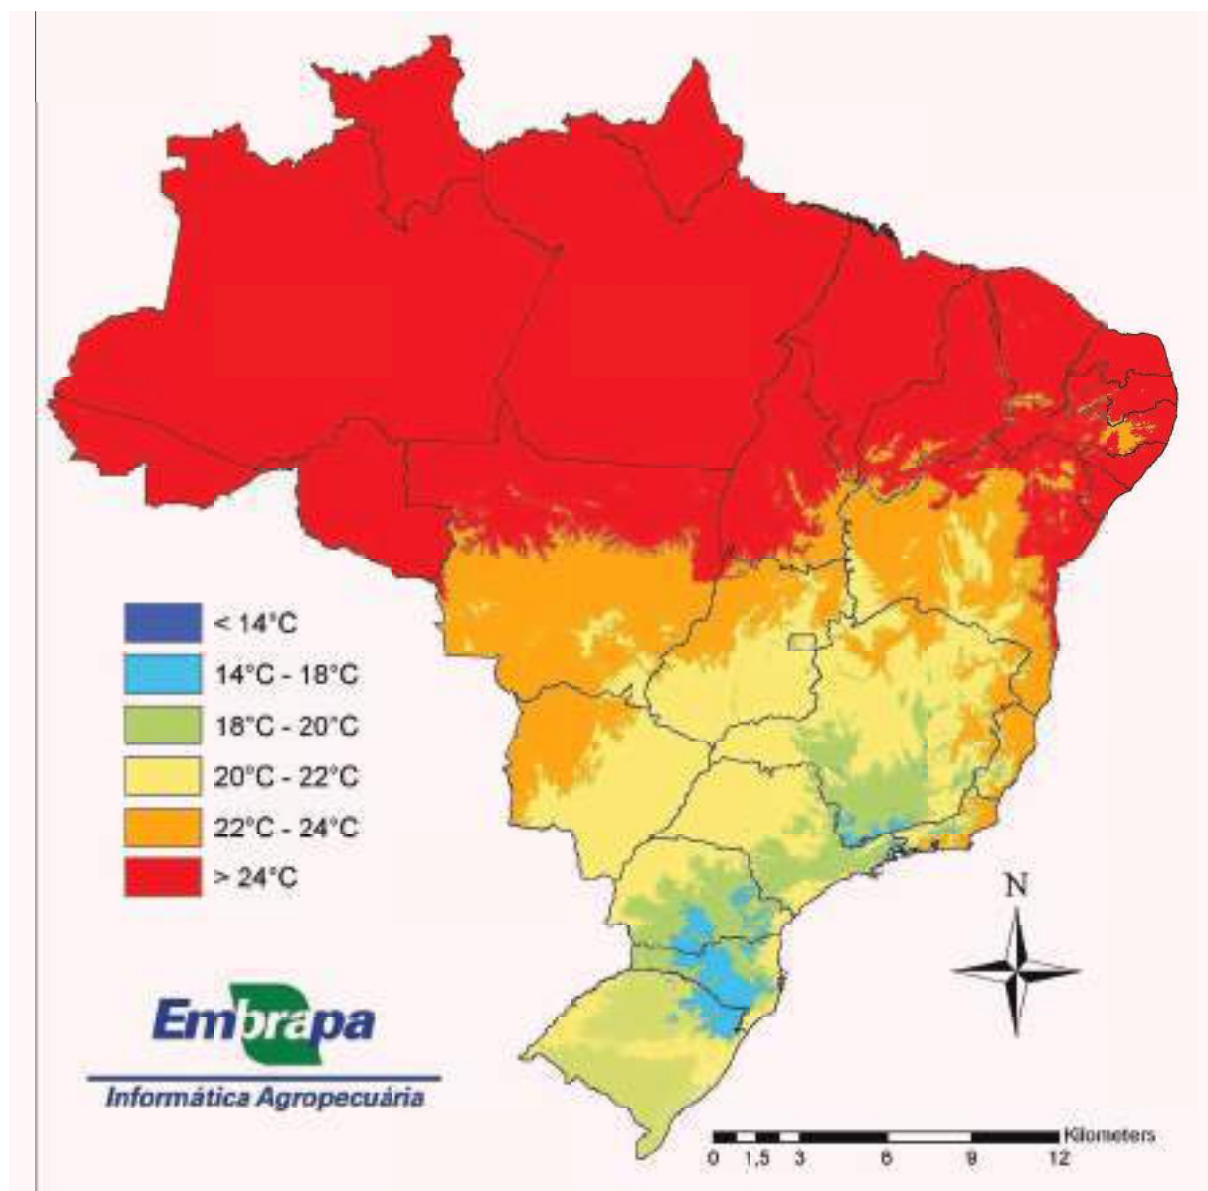 < 14°C
14°C - 18°C
18°C - 20°C
20°C - 22°C
22°C - 24°C
> 24°C
N
Embrapa
Informática Agropecuária
Kilometers
0 1,5 3 6 9 12